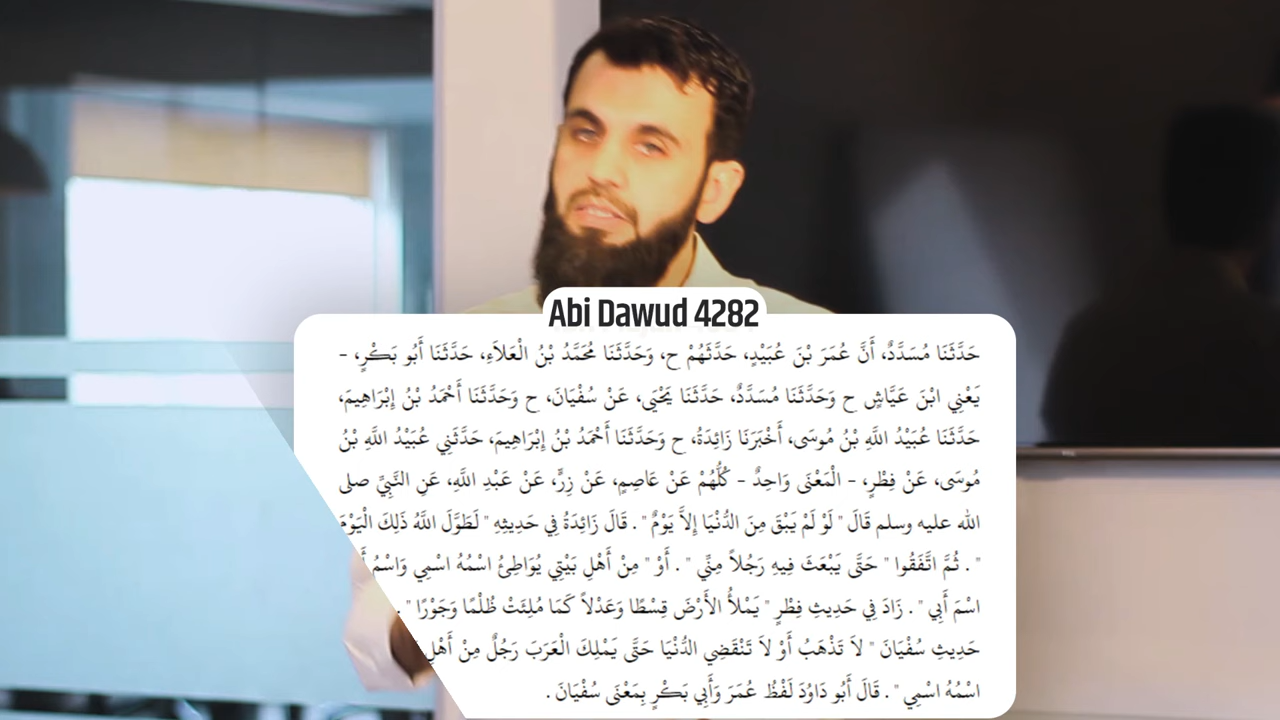 Abi Dawud 4282
حَدَّثَنَا مُسَدَّدٌ، أَنَّ عُمَرَ بْنَ عُبَيْدٍ، حَدَّثَهُمْ ح، وَحَدَّثَنَا مُحَمَّدُ بْنُ الْعَلاَءِ، حَدَّثَنَا أَبُو بَكْرٍ، -
يَعْنِي ابْنَ عَيَّاشٍ ح وَحَدَّثَنَا مُسَدَّدٌ، حَدَّثَنَا يَحْيَى، عَنْ سُفْيَانَ، ح وَحَدَّثَنَا أَحْمَدُ بْنُ إِبْرَاهِيمَ،
حَدَّثَنَا عُبَيْدُ اللَّهِ بْنُ مُوسَى، أَخْبَرَنَا زَائِدَةُ، ح وَحَدَّثَنَا أَحْمَدُ بْنُ إِبْرَاهِيمَ، حَدَّثَنِي عُبَيْدُ اللَّهِ بْنُ
مُوسَى، عَنْ فِطْرٍ، - الْمَعْنَى وَاحِدٌ - كُلُّهُمْ عَنْ عَاصِمٍ، عَنْ زِرٍّ، عَنْ عَبْدِ اللَّهِ، عَنِ النَّبِيِّ صلى
الله عليه وسلم قَالَ " لَوْ لَمْ يَبْقَ مِنَ الدُّنْيَا إِلاَّ يَوْمٌ " . قَالَ زَائِدَةُ فِي حَدِيثِهِ " لَطَوَّلَ اللَّهُ ذَلِكَ الْيَوْمَ
" . ثُمَّ اتَّفَقُوا " حَتَّى يَبْعَثَ فِيهِ رَجُلاً مِنِّي " . أَوْ " مِنْ أَهْلِ بَيْتِي يُوَاطِئُ اسْمُهُ اسْمِي وَاسْمُ
اسْمَ أَبِي " . زَادَ فِي حَدِيثِ فِطْرٍ " يَمْلأُ الأَرْضَ قِسْطًا وَعَدْلاً كَمَا مُلِئَتْ ظُلْمًا وَجَوْرًا " .
حَدِيثِ سُفْيَانَ " لاَ تَذْهَبُ أَوْ لاَ تَنْقَضِي الدُّنْيَا حَتَّى يَمْلِكَ الْعَرَبَ رَجُلٌ مِنْ أَهْلِ
اسْمُهُ اسْمِي " . قَالَ أَبُو دَاوُدَ لَفْظُ عُمَرَ وَأَبِي بَكْرٍ بِمَعْنَى سُفْيَانَ .